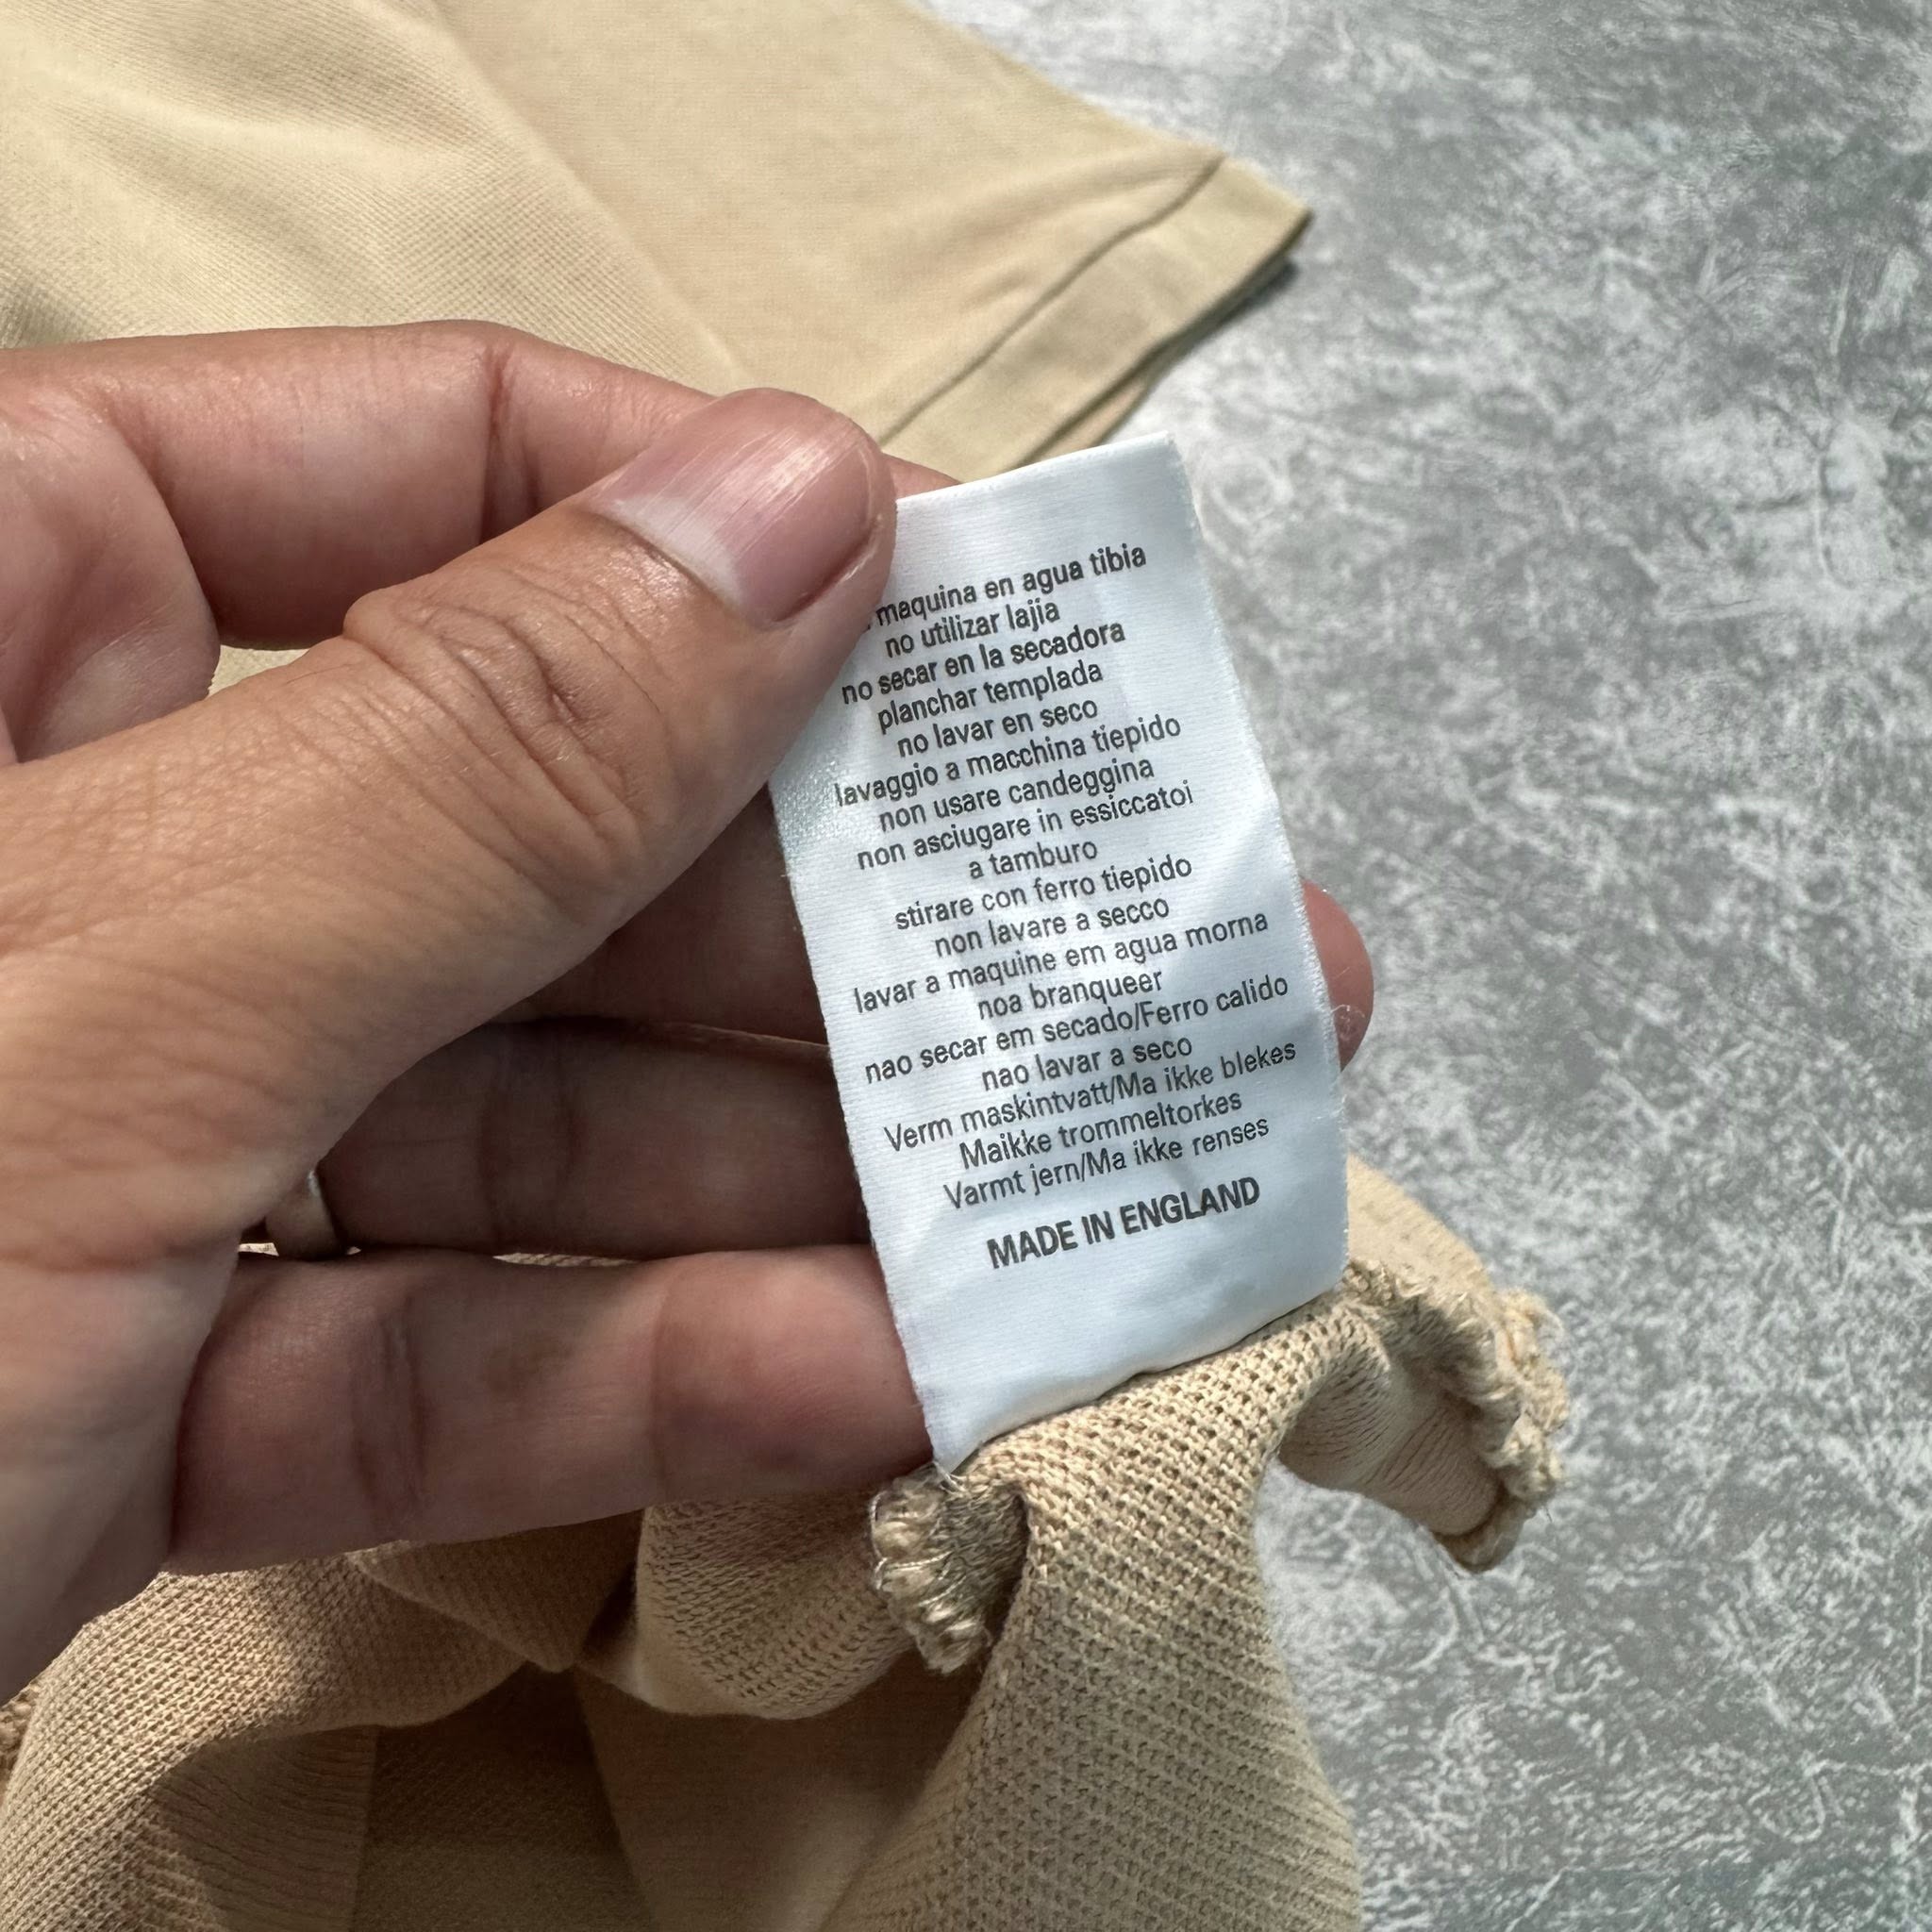 maquina en agua tibia
no utilizar lajia
no secar en la secadora
planchar templada
no lavar en seco
lavaggio a macchina tiepido
non usare candeggina
non asciugare in essiccatoi
a tamburo
stirare con ferro tiepido
non lavare a secco
lavar a maquine em agua morna
noa branqueer
nao secar em secado/Ferro calido
nao lavar a seco
Verm maskintvatt/Ma ikke blekes
Maikke trommeltorkes
Varmt jern/Ma ikke renses
MADE IN ENGLAND